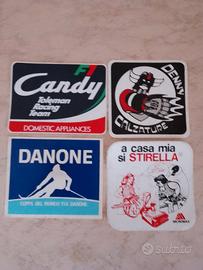 F1
Candy
Toleman
Racing
Team
DOMESTIC APPLIANCES
DENNY
CALZATURE
DANONE
COPPA DEL MONDO SCI DANONE
a casa mia
si STIRELLA
subito